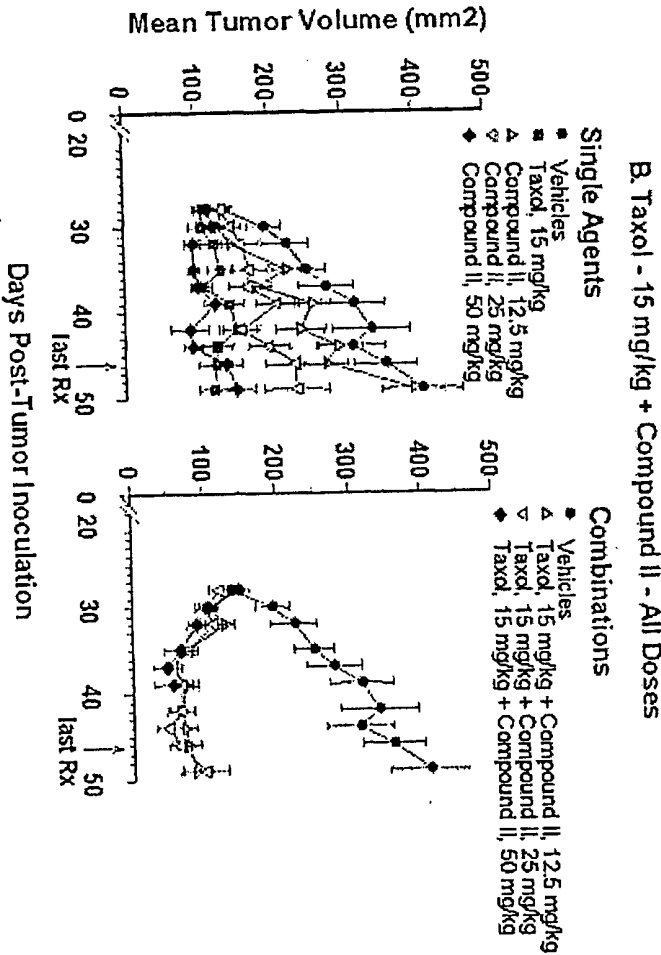 B. Taxol - 15 mg/kg + Compound II - All Doses
Single Agents
Vehicles
Taxol, 15 mg/kg
Compound II, 12.5 mg/kg
Compound II, 25 mg/kg
Compound II, 50 mg/kg
Combinations
Vehicles
Taxol, 15 mg/kg + Compound II, 12.5 mg/kg
Taxol, 15 mg/kg + Compound II, 25 mg/kg
Taxol, 15 mg/kg + Compound II, 50 mg/kg
Mean Tumor Volume (mm2)
500
400
300
200
100
0
0 20 30 40 50
last Rx
500
400
300
200
100
0
0 20 30 40 50
last Rx
Days Post-Tumor Inoculation